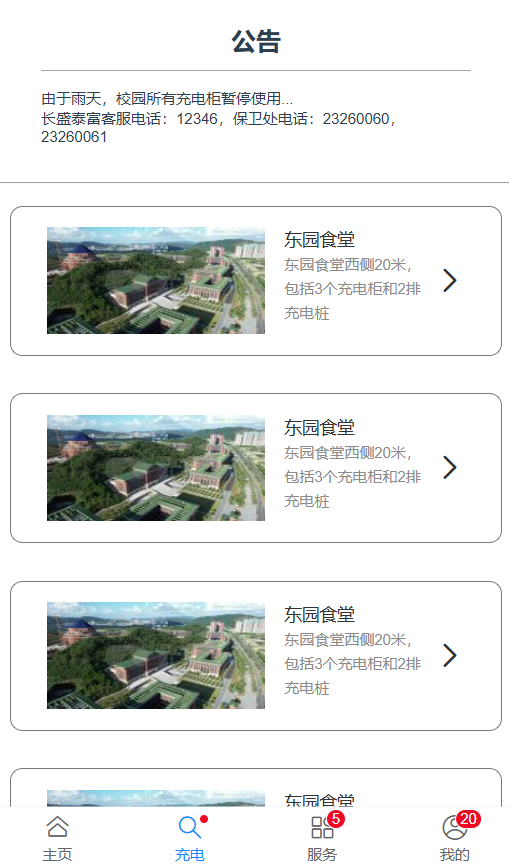 公告
由于雨天，校园所有充电柜暂停使用...
长盛泰富客服电话：12346，保卫处电话：23260060，
23260061
东园食堂
东园食堂西侧20米，
包括3个充电柜和2排
充电桩
东园食堂
东园食堂西侧20米，
包括3个充电柜和2排
充电桩
东园食堂
东园食堂西侧20米，
包括3个充电柜和2排
充电桩
东园食堂
5
20
主页
充电
服务
我的